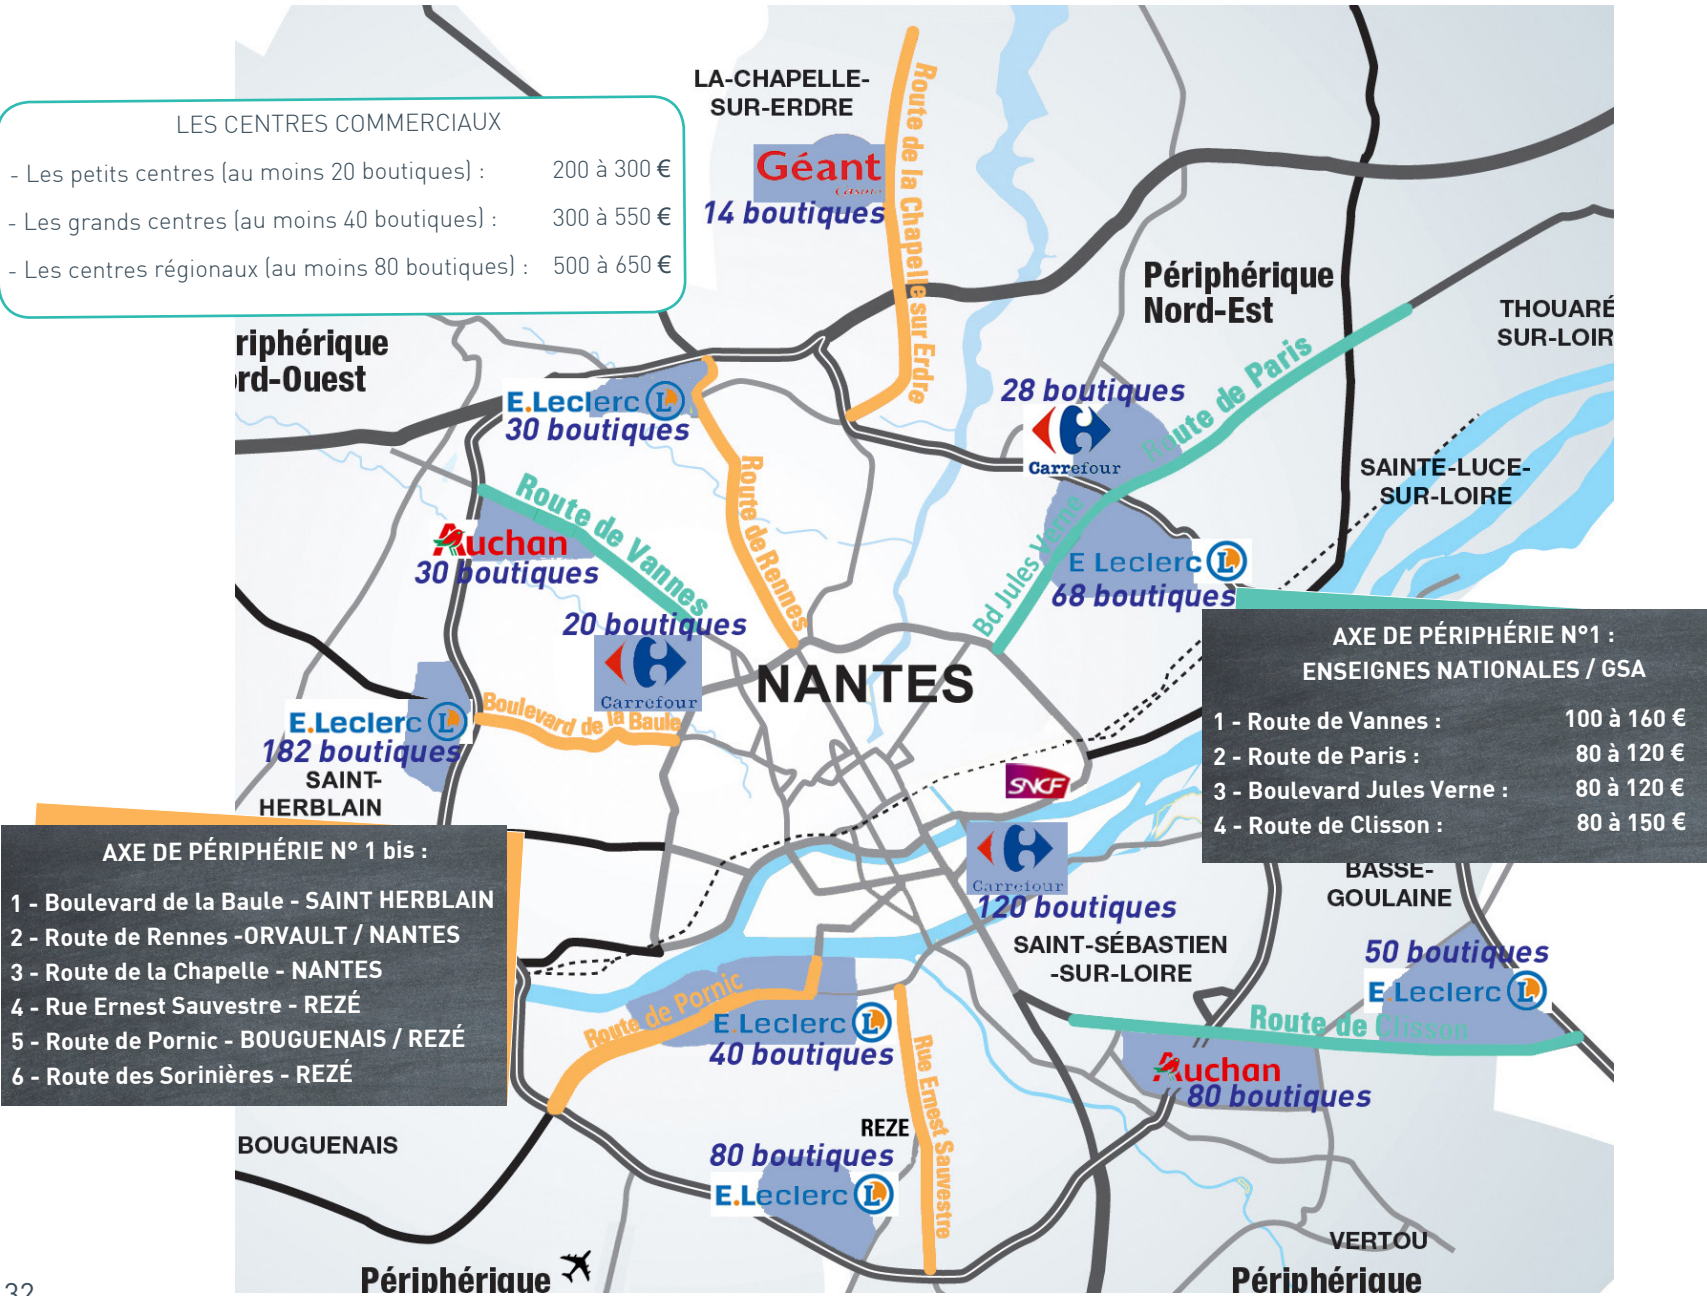 LES CENTRES COMMERCIAUX
- Les petits centres (au moins 20 boutiques) : 200 à 300 €
- Les grands centres (au moins 40 boutiques) : 300 à 550 €
- Les centres régionaux (au moins 80 boutiques) : 500 à 650 €
LA-CHAPELLE-
SUR-ERDRE
Géant
Casino
14 boutiques
Route de la Chapelle sur Erdre
Périphérique
Nord-Est
THOUARÉ
SUR-LOIR
riphérique
rd-Ouest
E.Leclerc L
30 boutiques
28 boutiques
Carrefour
Route de Paris
SAINTE-LUCE-
SUR-LOIRE
Route de Vannes
Route de Rennes
Auchan
30 boutiques
Bd Jules Verne
E Leclerc L
68 boutiques
20 boutiques
Carrefour
NANTES
Boulevard de la Baule
E.Leclerc L
182 boutiques
SAINT-
HERBLAIN
SNCF
AXE DE PÉRIPHÉRIE N°1 :
ENSEIGNES NATIONALES / GSA
1 - Route de Vannes : 100 à 160 €
2 - Route de Paris : 80 à 120 €
3 - Boulevard Jules Verne : 80 à 120 €
4 - Route de Clisson : 80 à 150 €
AXE DE PÉRIPHÉRIE N° 1 bis :
1 - Boulevard de la Baule - SAINT HERBLAIN
2 - Route de Rennes -ORVAULT / NANTES
3 - Route de la Chapelle - NANTES
4 - Rue Ernest Sauvestre - REZÉ
5 - Route de Pornic - BOUGUENAIS / REZÉ
6 - Route des Sorinières - REZÉ
Carrefour
120 boutiques
BASSE-
GOULAINE
SAINT-SÉBASTIEN
-SUR-LOIRE
50 boutiques
E.Leclerc L
Route de Pornic
E.Leclerc L
40 boutiques
Route de Clisson
Auchan
80 boutiques
Rue Ernest Sauvestre
REZE
BOUGUENAIS
80 boutiques
E.Leclerc L
VERTOU
Périphérique
Périphérique
32